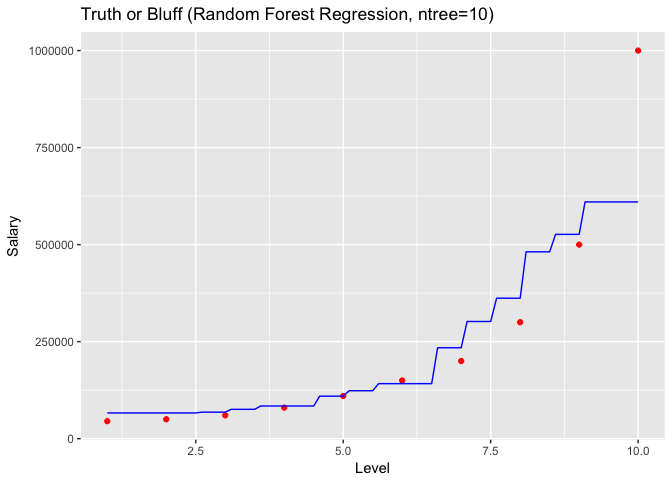 Truth or Bluff (Random Forest Regression, ntree=10)
1000000
750000
500000
250000
0
Salary
2.5 5.0 7.5 10.0
Level